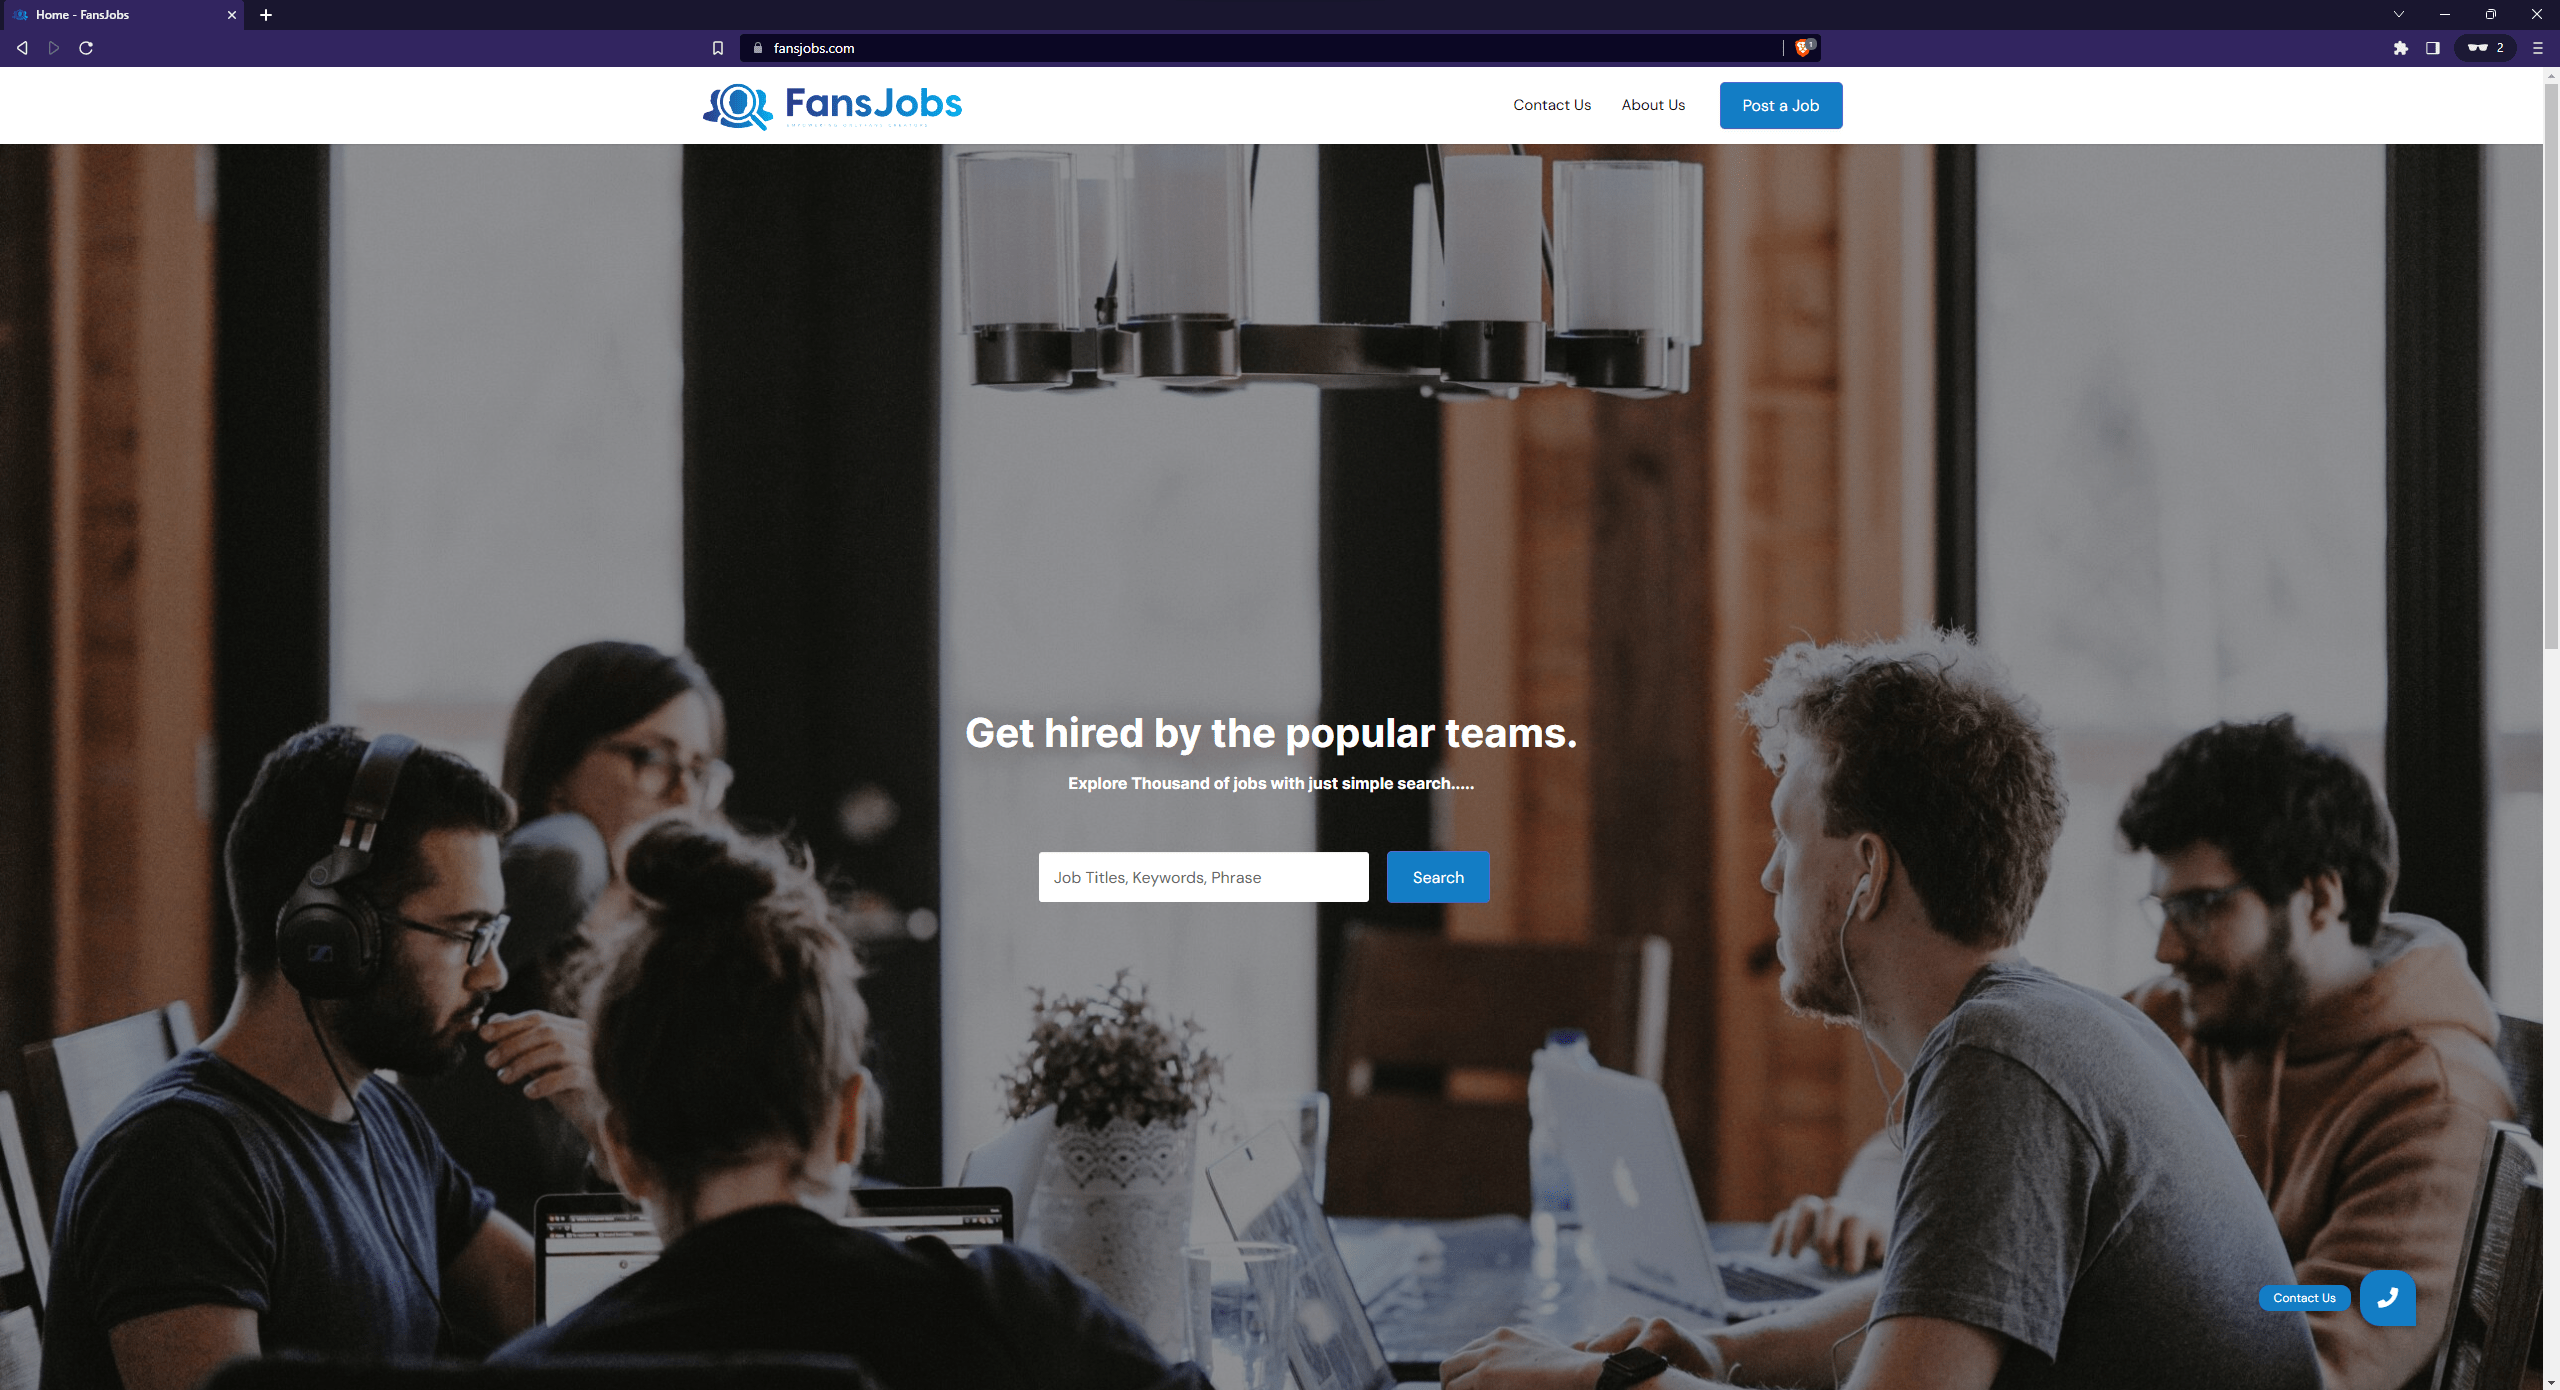 Home - FansJobs
fansjobs.com
1
2
FansJobs
Contact Us
About Us
Post a Job
Get hired by the popular teams.
Explore Thousand of jobs with just simple search.....
Job Titles, Keywords, Phrase
Search
Contact Us